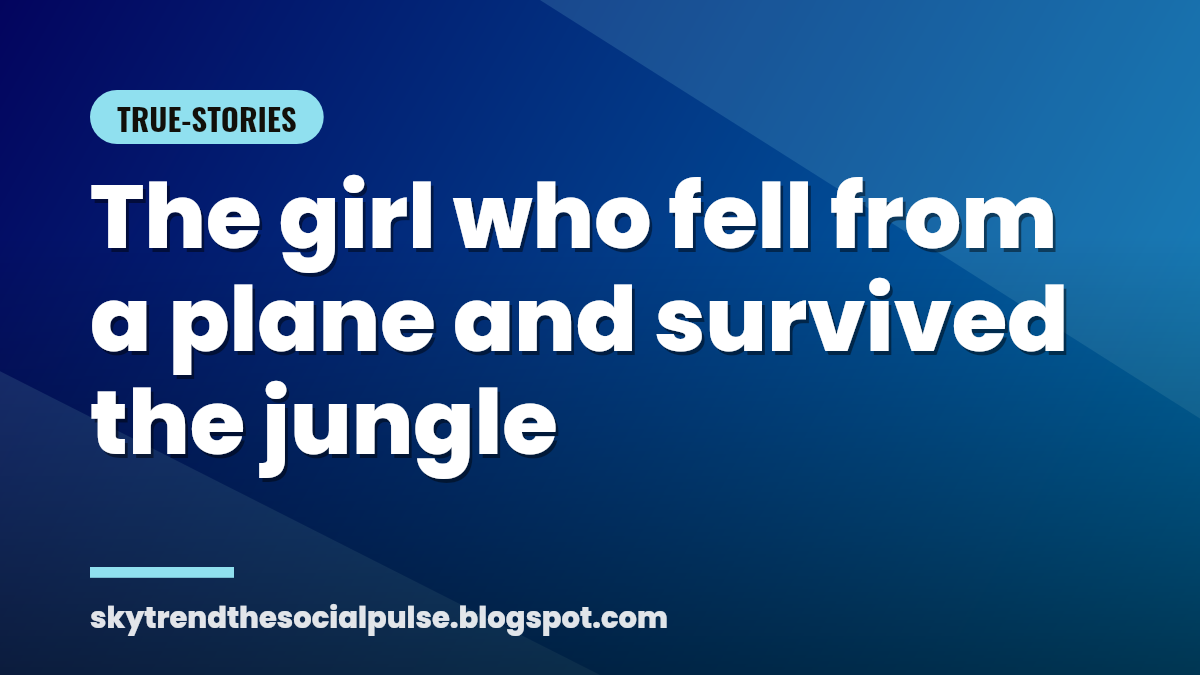 TRUE-STORIES
The girl who fell from
a plane and survived
the jungle
skytrendthesocialpulse.blogspot.com